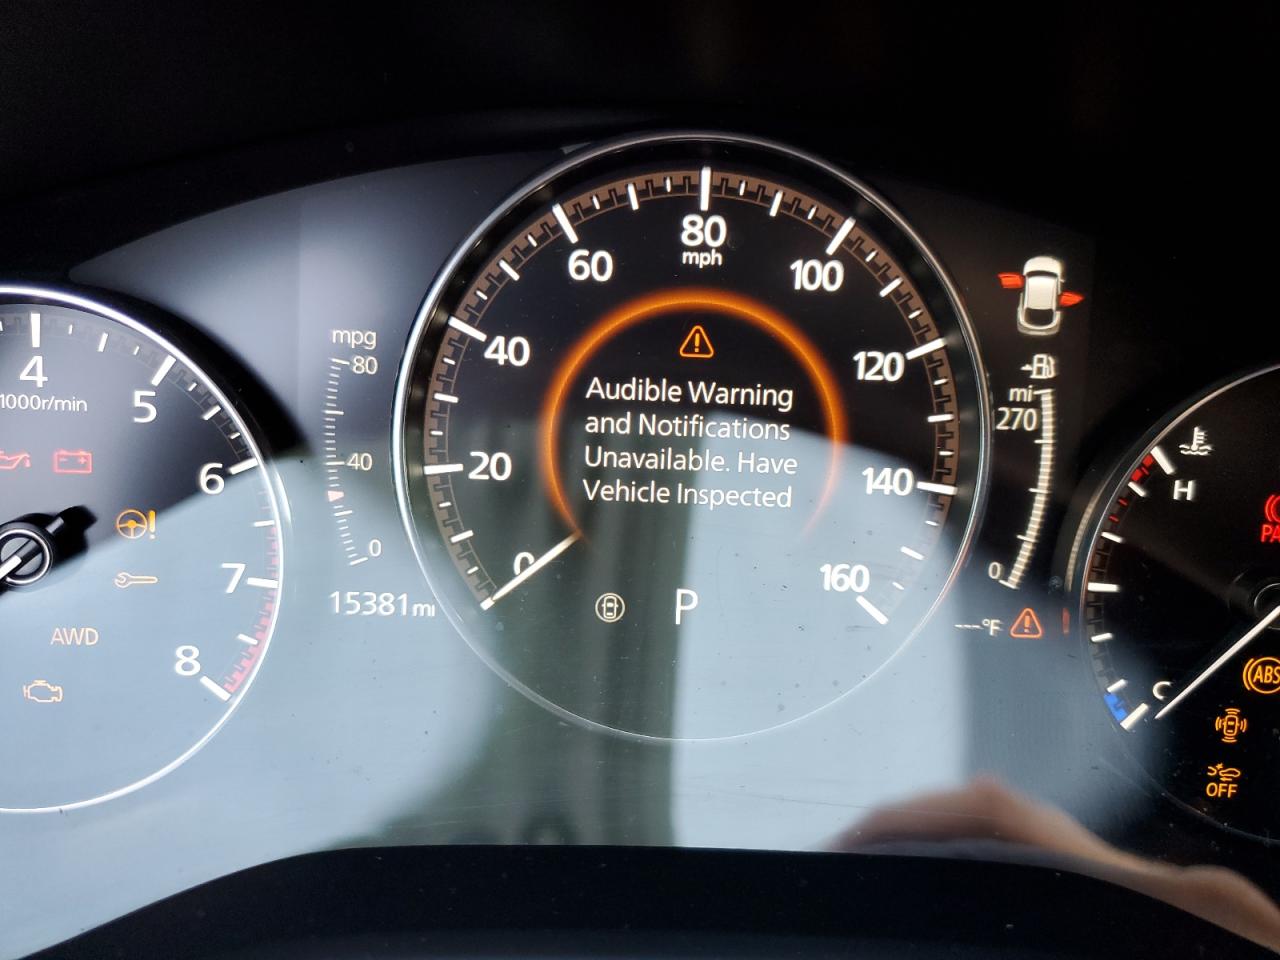 4
1000r/min
5
6
7
8
AWD
mpg
80
40
0
15381mi
0
20
40
60
80
mph
100
120
140
160
Audible Warning
and Notifications
Unavailable. Have
Vehicle Inspected
P
mi
270
0
---°F
H
C
ABS
OFF